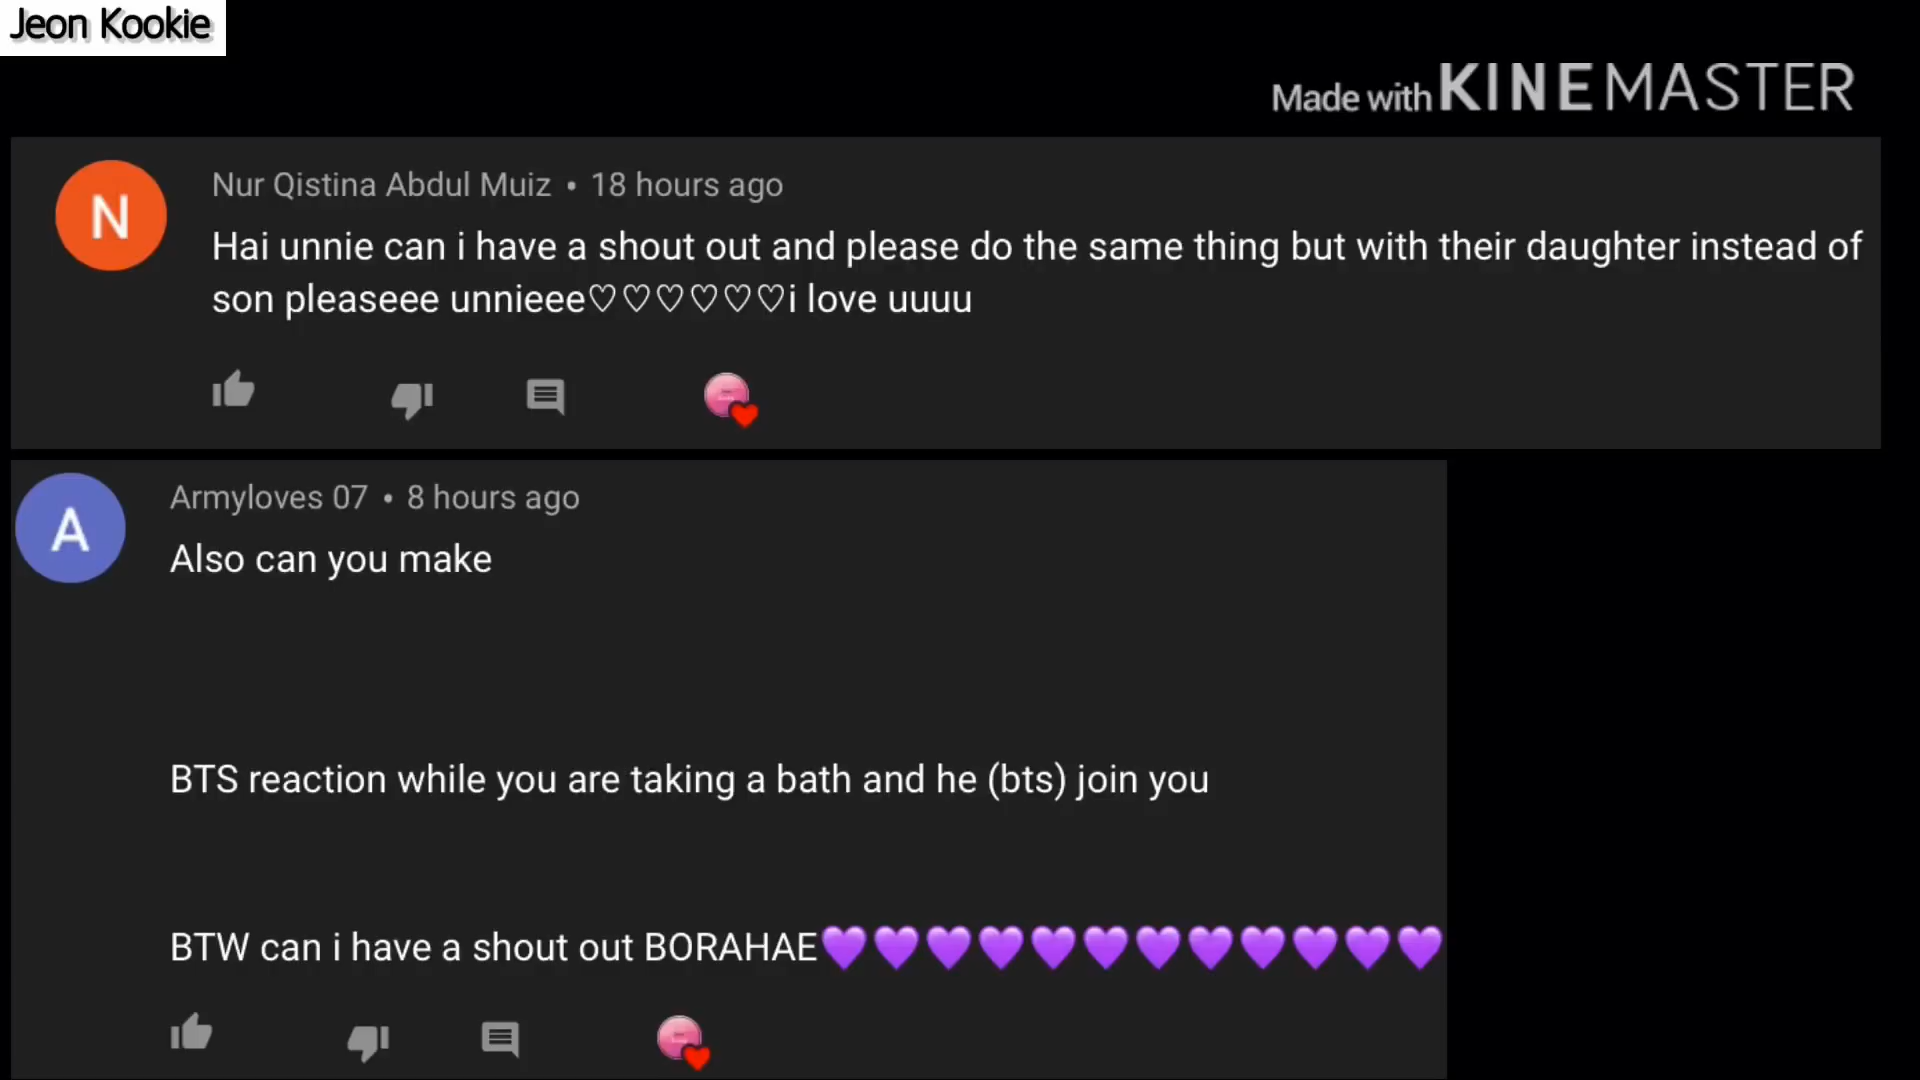 Jeon Kookie
Made with KINEMASTER
N
Nur Qistina Abdul Muiz • 18 hours ago
Hai unnie can i have a shout out and please do the same thing but with their daughter instead of
son pleaseee unnieee♡♡♡♡♡♡i love uuuu
A
Armyloves 07 • 8 hours ago
Also can you make
BTS reaction while you are taking a bath and he (bts) join you
BTW can i have a shout out BORAHAE💜💜💜💜💜💜💜💜💜💜💜💜